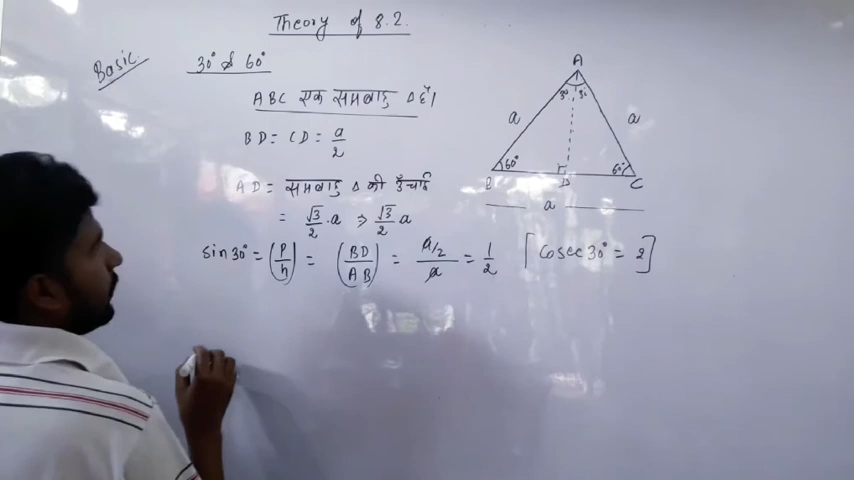 Theory of 8.2.
Basic.
30° & 60°
ABC एक समबाहु Δ है।
BD = CD = a/2
AD = समबाहु Δ की ऊँचाई
= √3/2 . a ⇒ √3/2 a
sin 30° = (P/h) = (BD/AB) = (a/2)/a = 1/2 [cosec 30° = 2]
A
30° 30°
a a
60° 60°
B D C
a